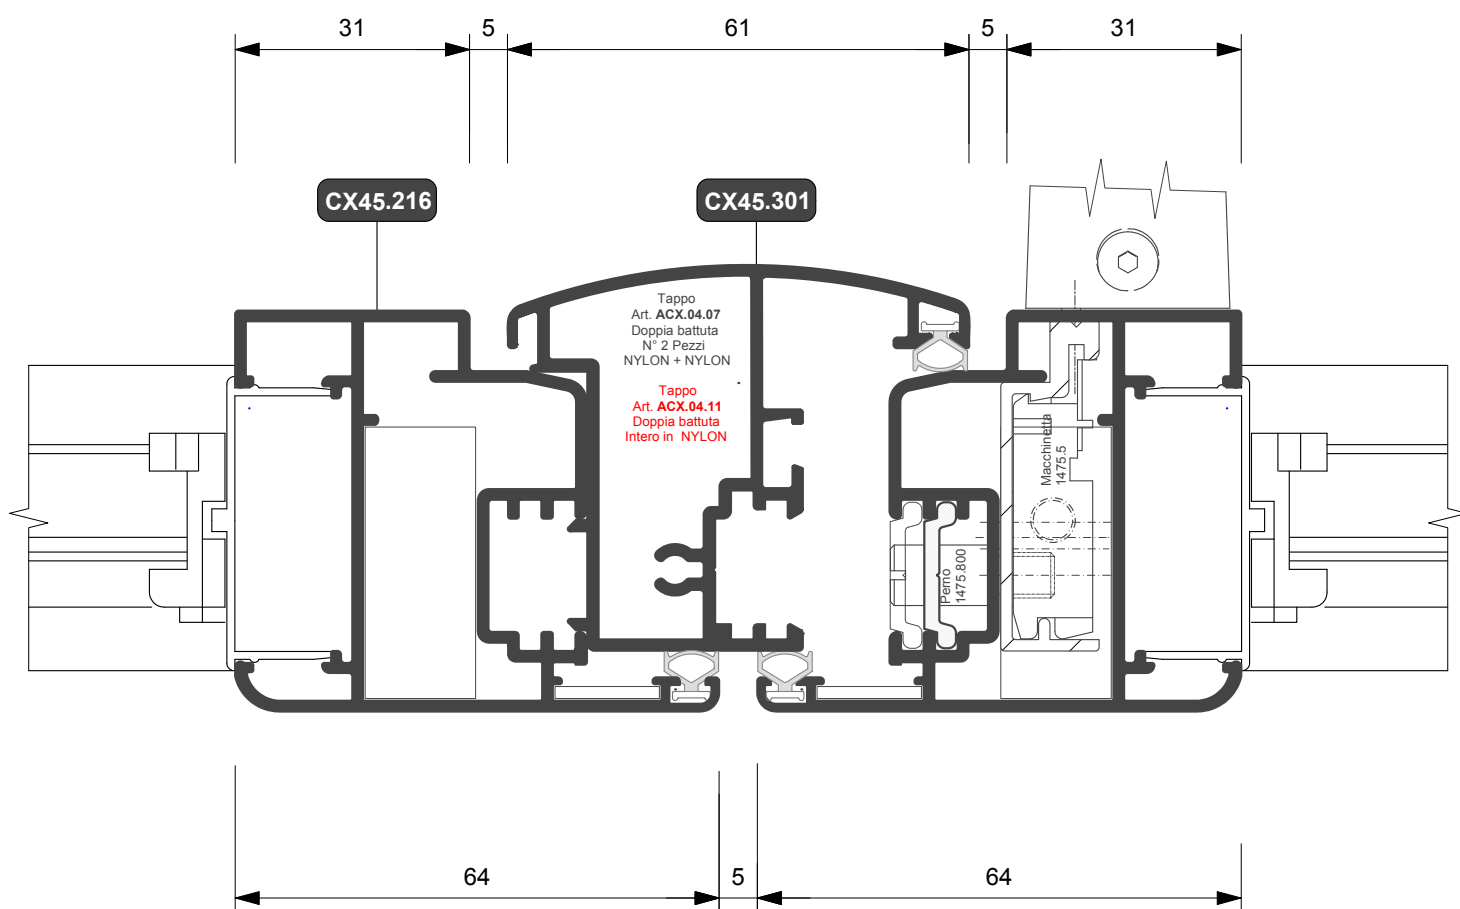 31
5
61
5
31
CX45.216
CX45.301
Tappo
Art. ACX.04.07
Doppia battuta
N° 2 Pezzi
NYLON + NYLON
Tappo
Art. ACX.04.11
Doppia battuta
Intero in NYLON
Macchinetta
1475.5
Perno
1475.800
64
5
64